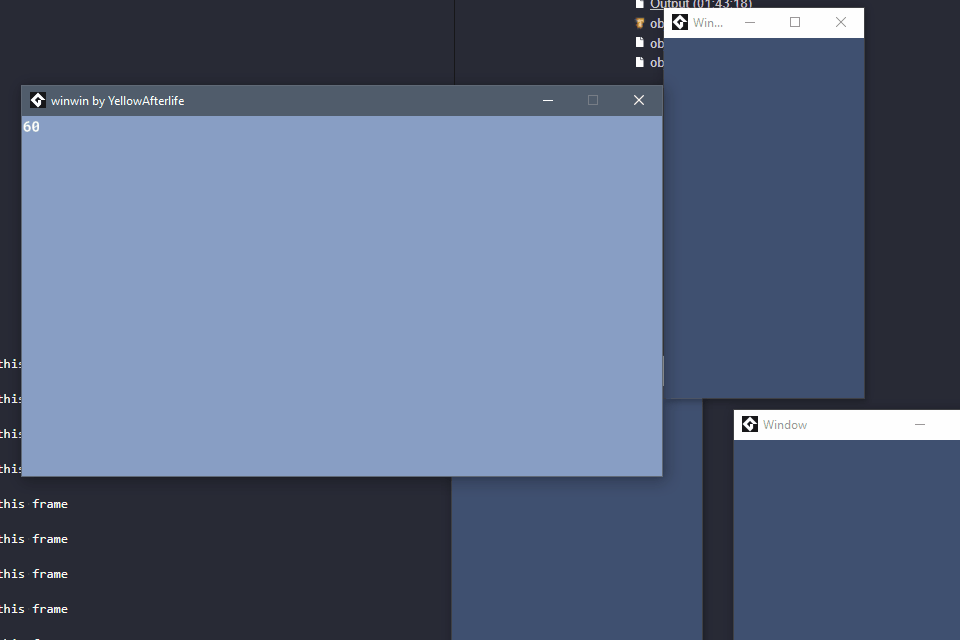 Output (01:43:18)
ob
ob
ob
Win...
winwin by YellowAfterlife
60
this
this
this
this
Window
this frame
this frame
this frame
this frame